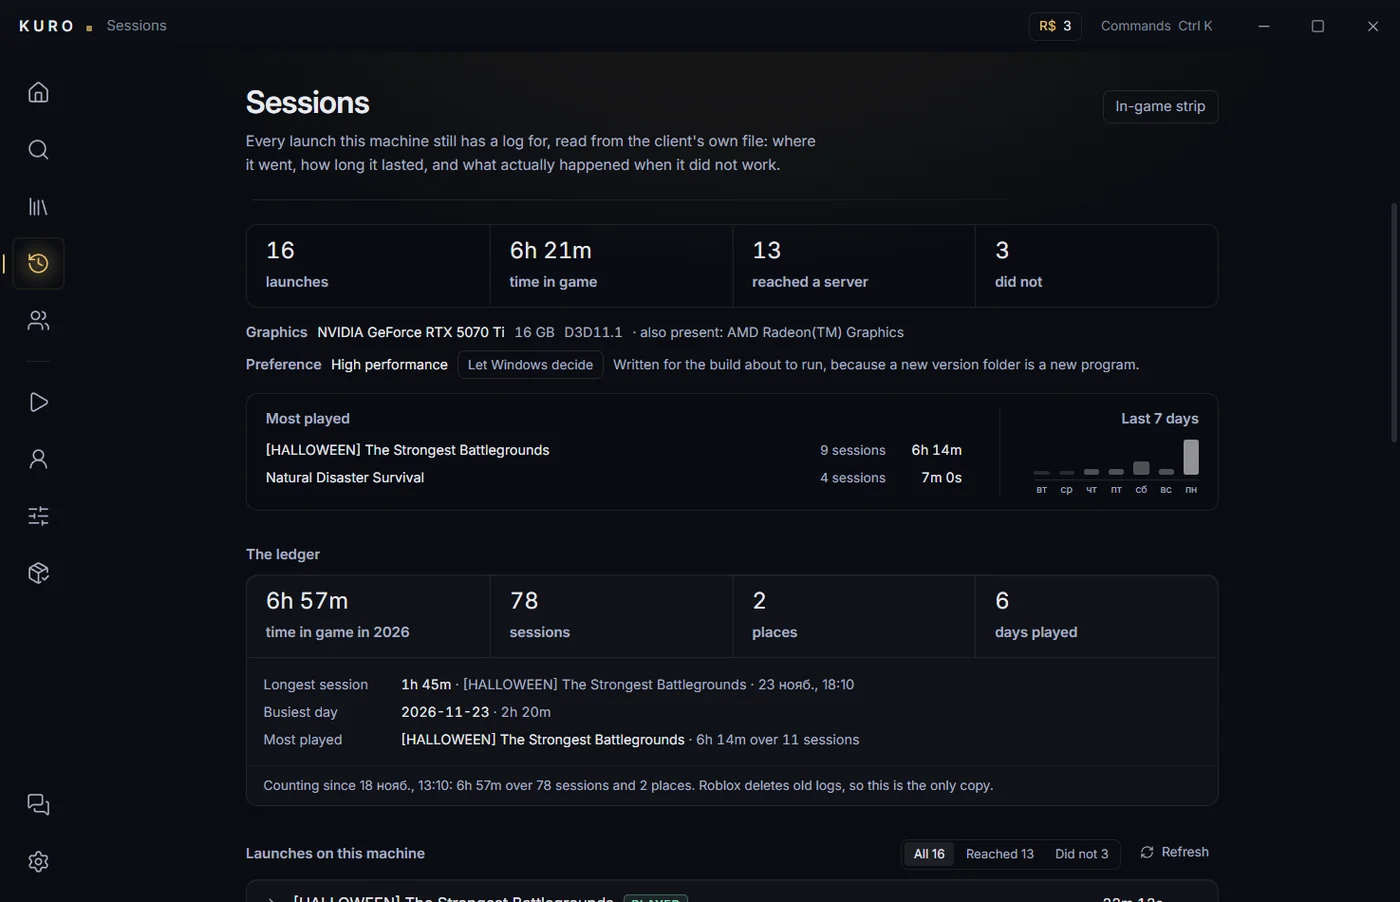 KURO Sessions
R$ 3 Commands Ctrl K
Sessions
In-game strip
Every launch this machine still has a log for, read from the client's own file: where
it went, how long it lasted, and what actually happened when it did not work.
16 6h 21m 13 3
launches time in game reached a server did not
Graphics NVIDIA GeForce RTX 5070 Ti 16 GB D3D11.1 · also present: AMD Radeon(TM) Graphics
Preference High performance Let Windows decide Written for the build about to run, because a new version folder is a new program.
Most played
[HALLOWEEN] The Strongest Battlegrounds 9 sessions 6h 14m
Natural Disaster Survival 4 sessions 7m 0s
Last 7 days
вт ср чт пт сб вс пн
The ledger
6h 57m 78 2 6
time in game in 2026 sessions places days played
Longest session 1h 45m · [HALLOWEEN] The Strongest Battlegrounds · 23 нояб., 18:10
Busiest day 2026-11-23 · 2h 20m
Most played [HALLOWEEN] The Strongest Battlegrounds · 6h 14m over 11 sessions
Counting since 18 нояб., 13:10: 6h 57m over 78 sessions and 2 places. Roblox deletes old logs, so this is the only copy.
Launches on this machine All 16 Reached 13 Did not 3 Refresh
[HALLOWEEN] The Strongest Battlegrounds PLAYED